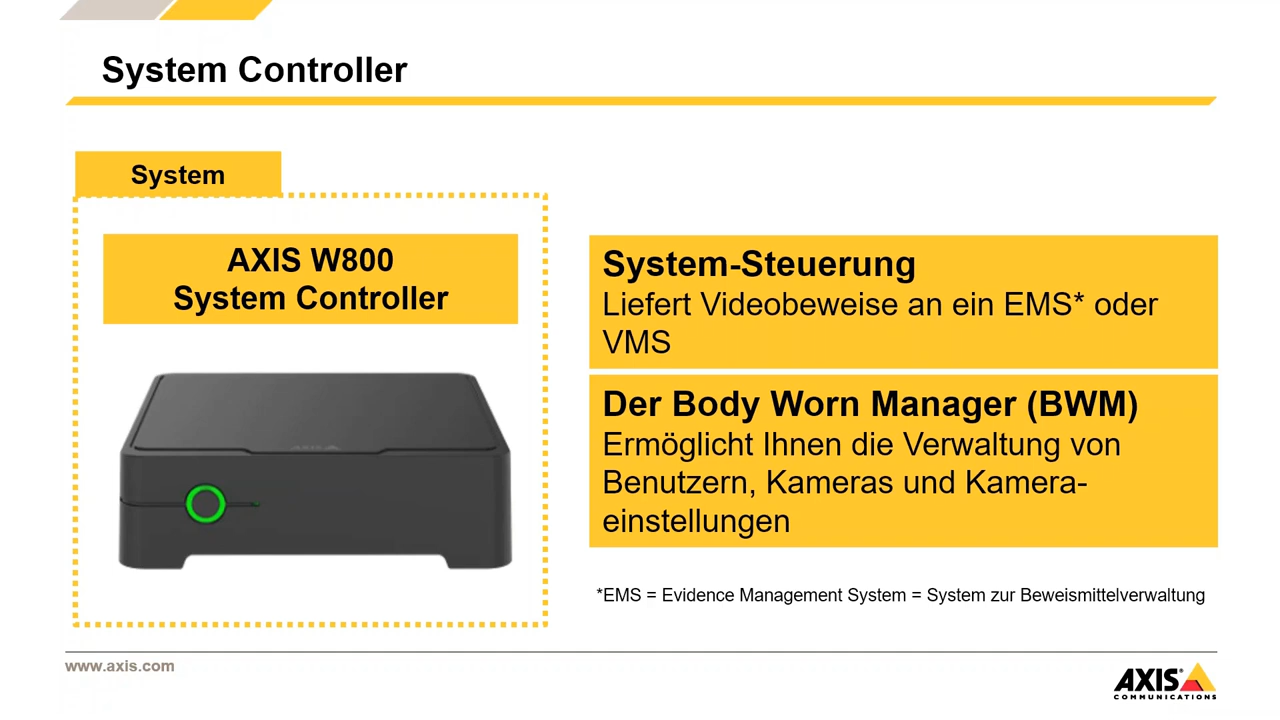 System Controller
System
AXIS W800
System Controller
System-Steuerung
Liefert Videobeweise an ein EMS* oder
VMS
Der Body Worn Manager (BWM)
Ermöglicht Ihnen die Verwaltung von
Benutzern, Kameras und Kamera-
einstellungen
*EMS = Evidence Management System = System zur Beweismittelverwaltung
www.axis.com
AXIS
COMMUNICATIONS